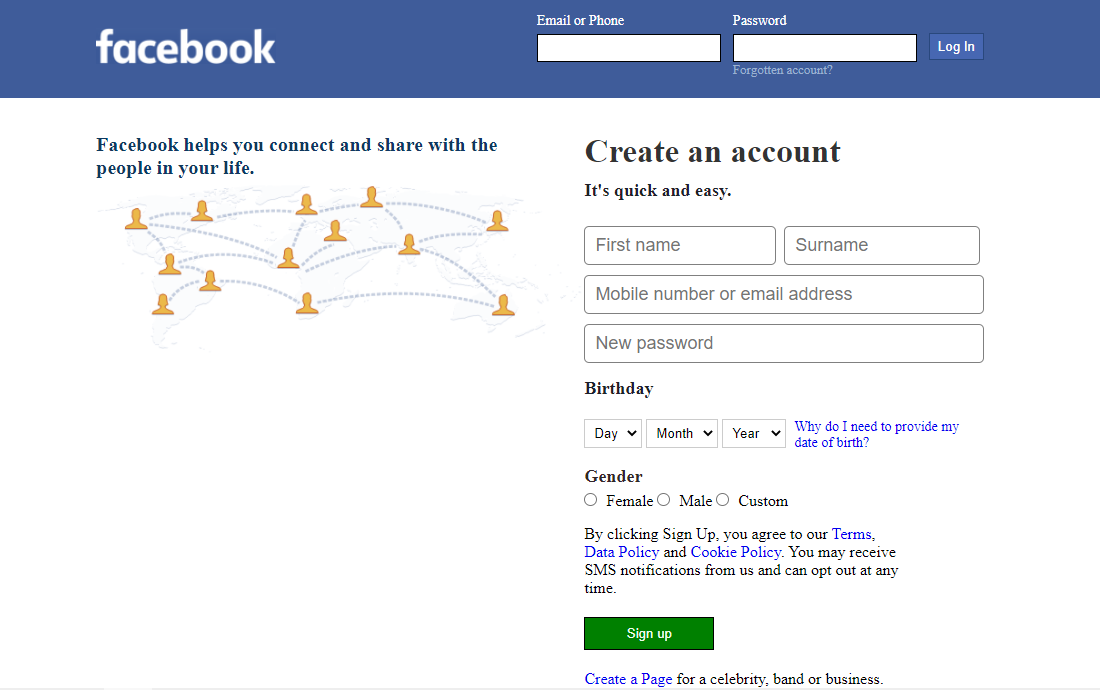 facebook
Email or Phone
Password
Log In
Forgotten account?
Facebook helps you connect and share with the
people in your life.
Create an account
It's quick and easy.
First name
Surname
Mobile number or email address
New password
Birthday
Day
Month
Year
Why do I need to provide my
date of birth?
Gender
Female
Male
Custom
By clicking Sign Up, you agree to our Terms,
Data Policy and Cookie Policy. You may receive
SMS notifications from us and can opt out at any
time.
Sign up
Create a Page for a celebrity, band or business.